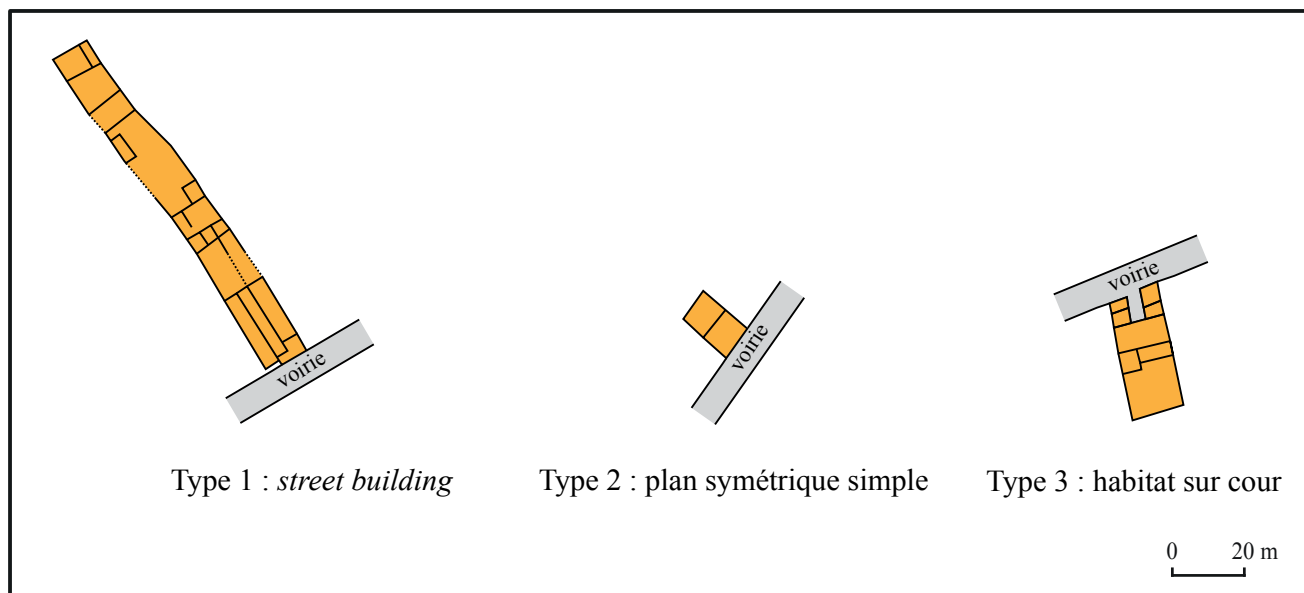 voirie
voirie
voirie
Type 1 : street building
Type 2 : plan symétrique simple
Type 3 : habitat sur cour
0 20 m